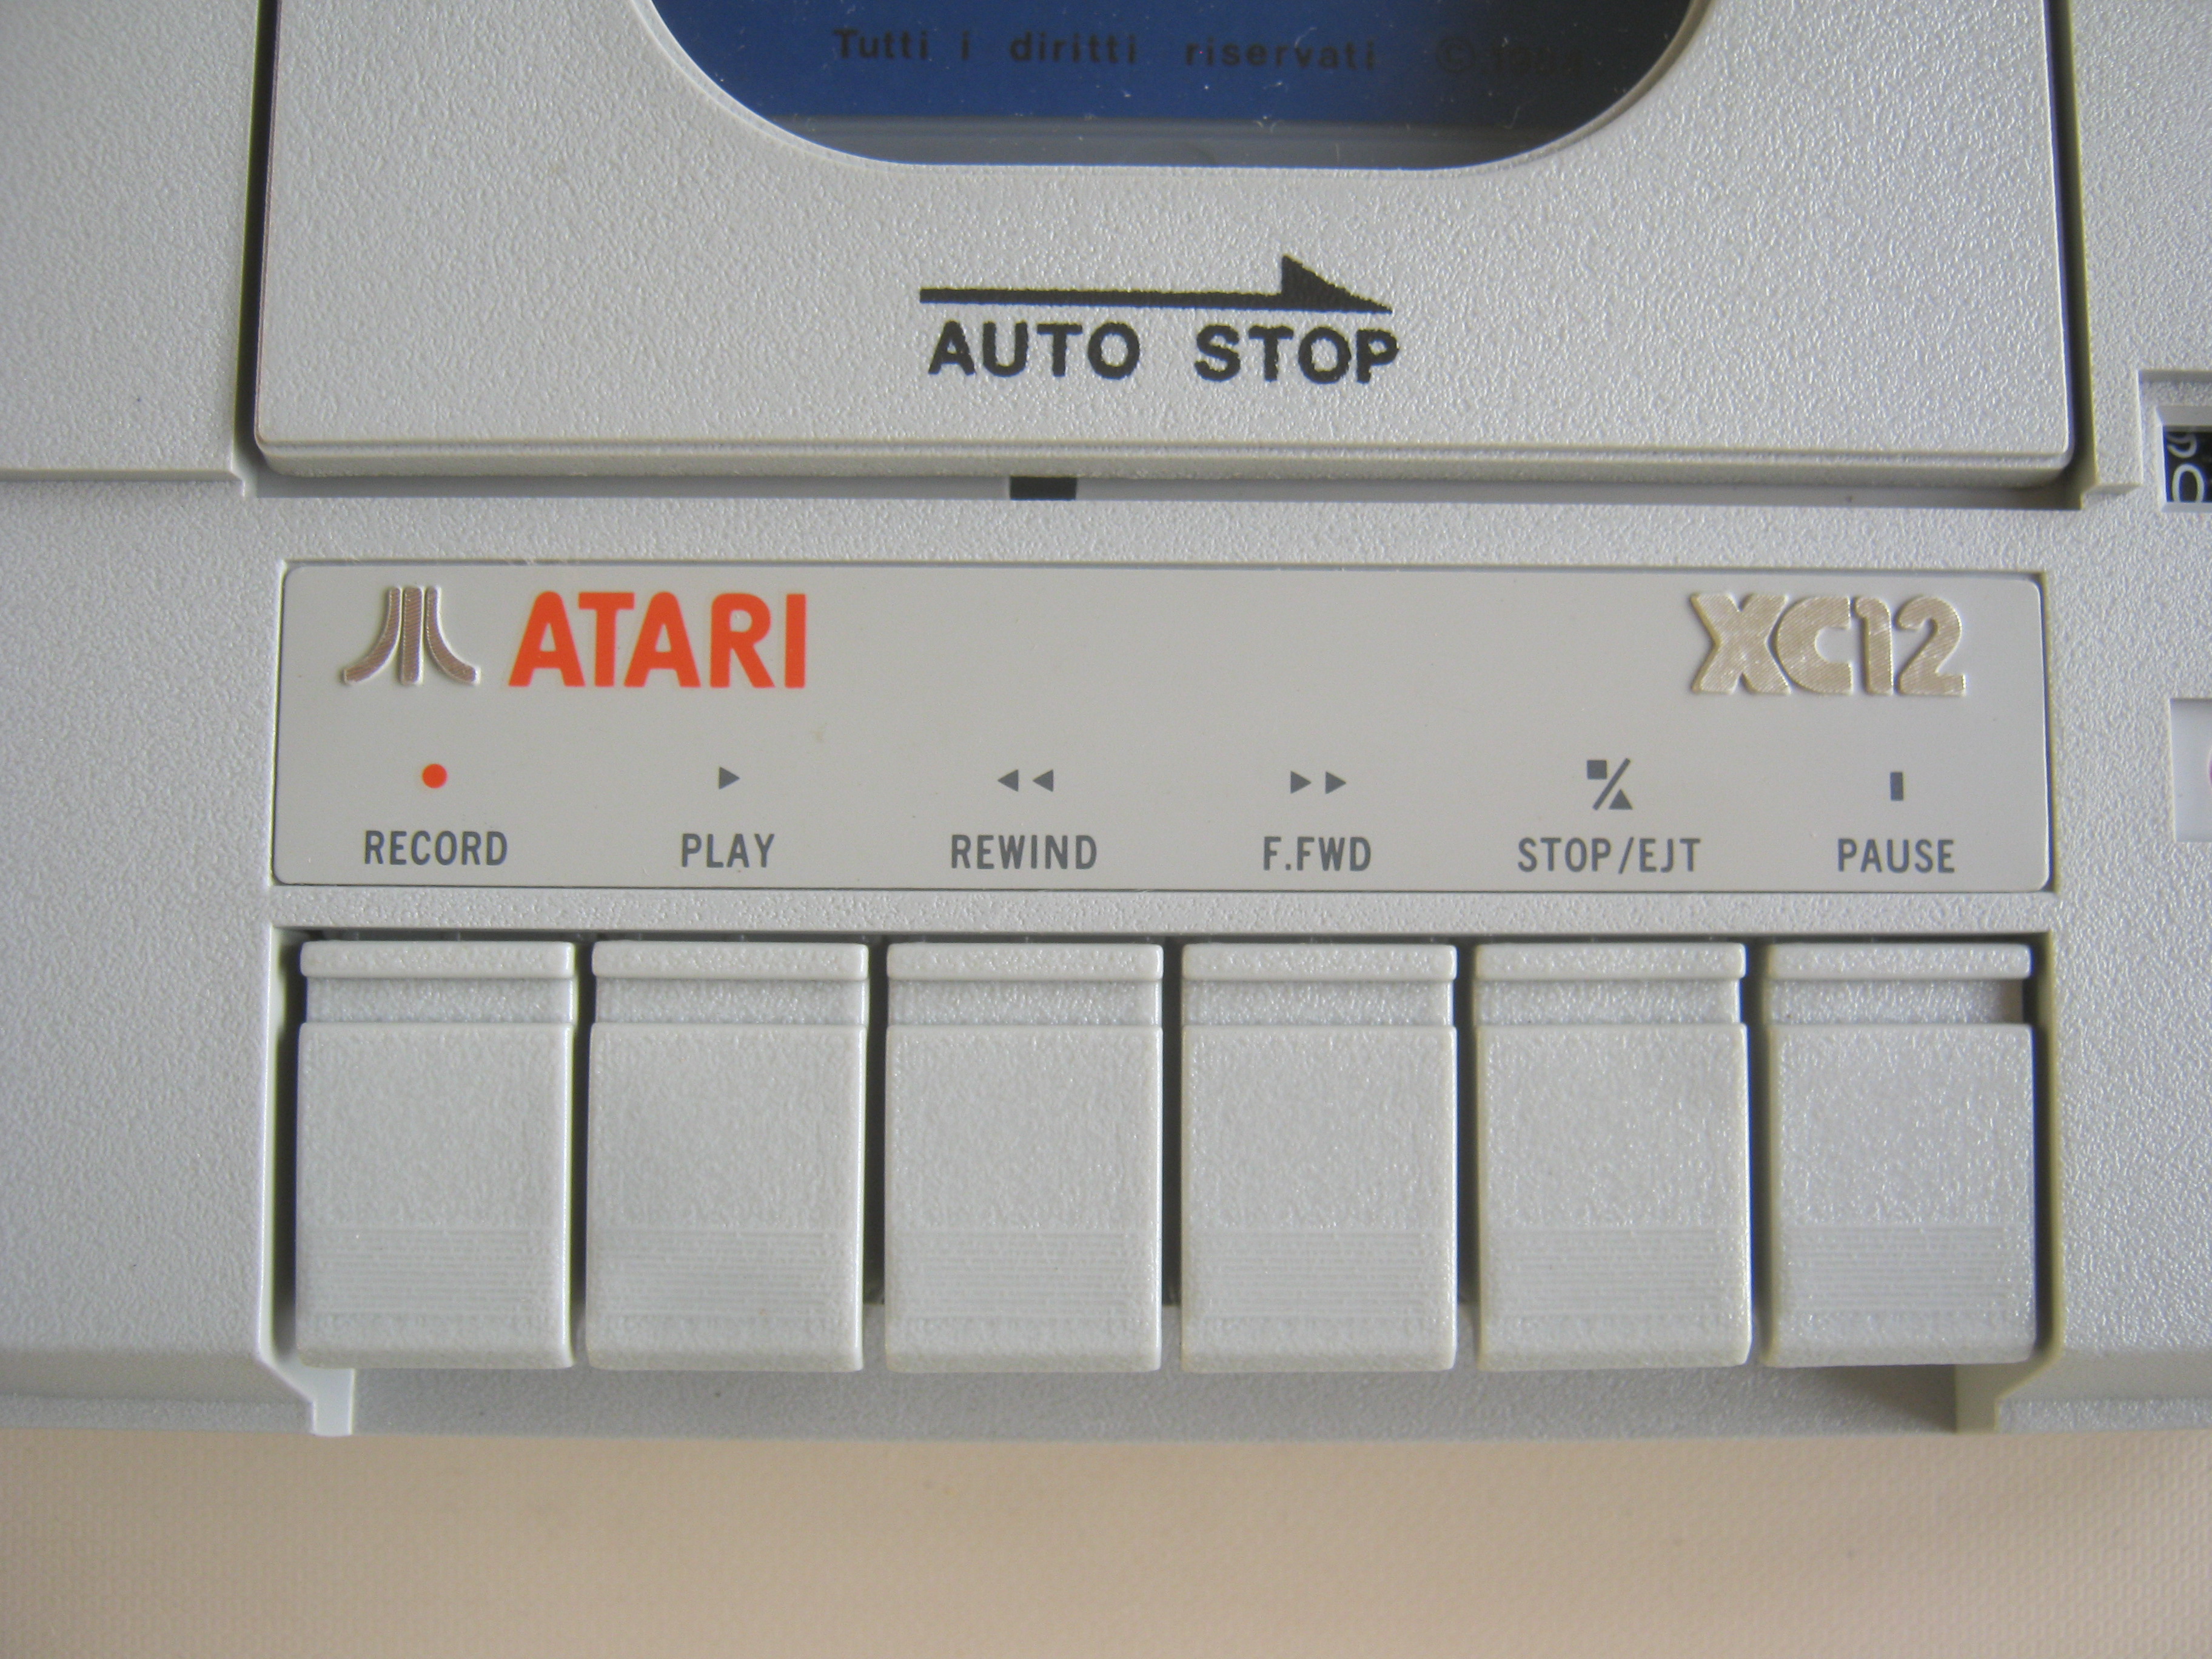 Tutti i diritti riservati ©
AUTO STOP
ATARI XC12
RECORD PLAY REWIND F.FWD STOP/EJT PAUSE